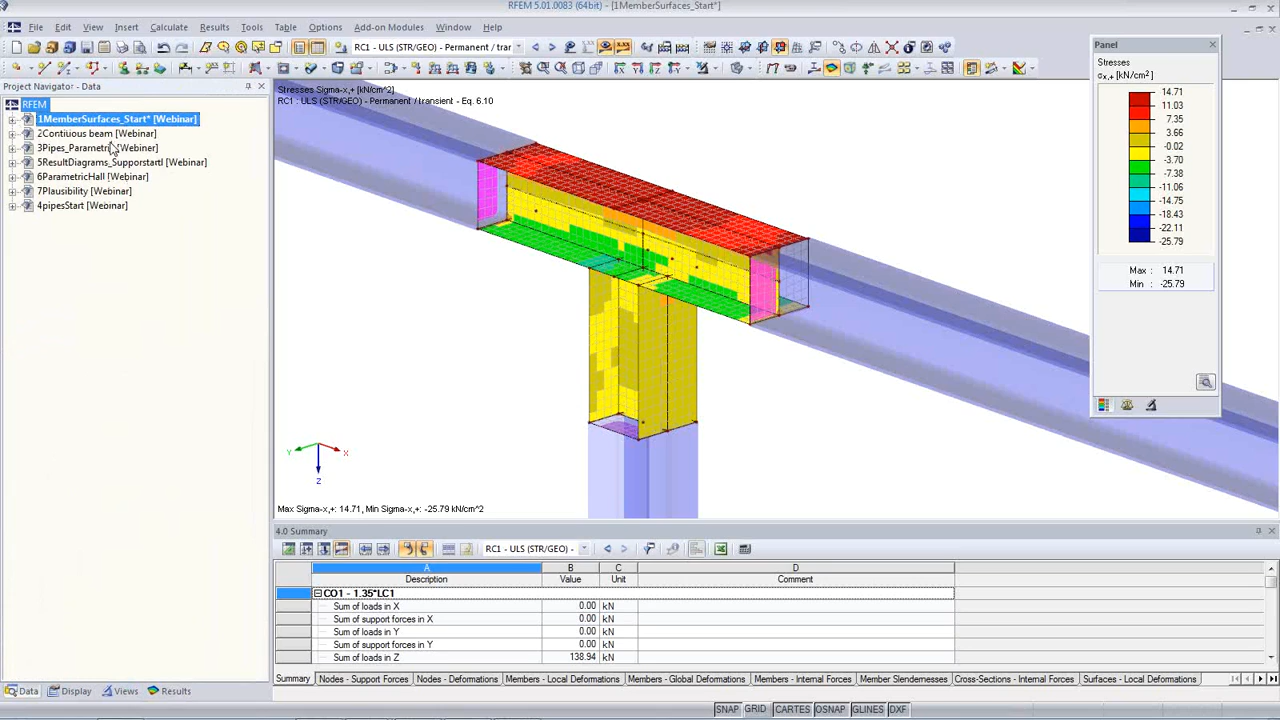 RFEM 5.01.0083 (64bit) - [1MemberSurfaces_Start*]
File Edit View Insert Calculate Results Tools Table Options Add-on Modules Window Help
RC1 - ULS (STR/GEO) - Permanent / tran
Project Navigator - Data
RFEM
1MemberSurfaces_Start* [Webinar]
2Contiuous beam [Webinar]
3Pipes_Parametri [Webiner]
5ResultDiagrams_Supporstartl [Webinar]
6ParametricHall [Webinar]
7Plausibility [Webinar]
4pipesStart [Webinar]
Data Display Views Results
Stresses Sigma-x,+ [kN/cm^2]
RC1 : ULS (STR/GEO) - Permanent / transient - Eq. 6.10
Y X
Z
Max Sigma-x,+: 14.71, Min Sigma-x,+: -25.79 kN/cm^2
Panel
Stresses
σx,+ [kN/cm²]
14.71
11.03
7.35
3.66
-0.02
-3.70
-7.38
-11.06
-14.75
-18.43
-22.11
-25.79
Max : 14.71
Min : -25.79
4.0 Summary
RC1 - ULS (STR/GEO) -
A B C D
Description Value Unit Comment
CO1 - 1.35*LC1
Sum of loads in X 0.00 kN
Sum of support forces in X 0.00 kN
Sum of loads in Y 0.00 kN
Sum of support forces in Y 0.00 kN
Sum of loads in Z 138.94 kN
Summary Nodes - Support Forces Nodes - Deformations Members - Local Deformations Members - Global Deformations Members - Internal Forces Member Slendernesses Cross-Sections - Internal Forces Surfaces - Local Deformations
SNAP GRID CARTES OSNAP GLINES DXF